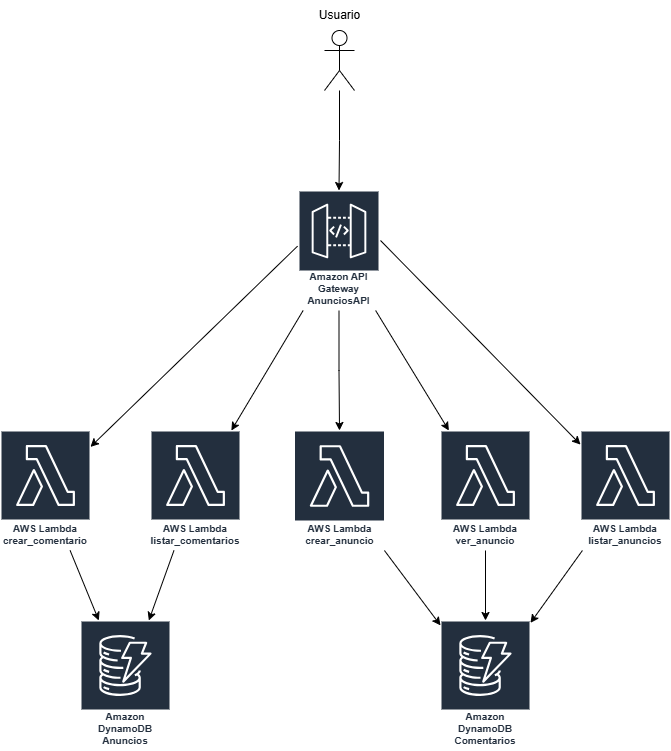 Usuario
Amazon API
Gateway
AnunciosAPI
AWS Lambda
crear_comentario
AWS Lambda
listar_comentarios
AWS Lambda
crear_anuncio
AWS Lambda
ver_anuncio
AWS Lambda
listar_anuncios
Amazon
DynamoDB
Anuncios
Amazon
DynamoDB
Comentarios